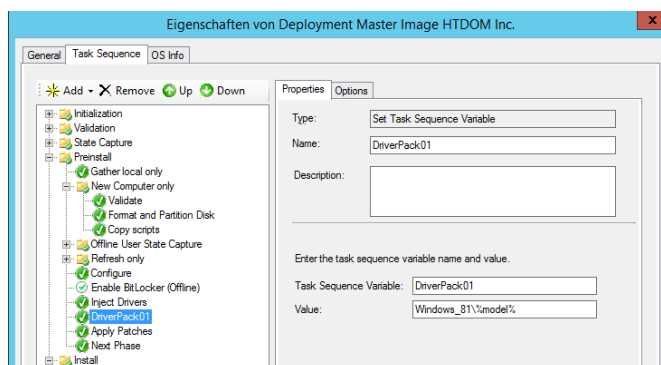 Eigenschaften von Deployment Master Image HTDOM Inc.
x
General Task Sequence OS Info
Add Remove Up Down
Initialization
Validation
State Capture
Preinstall
Gather local only
New Computer only
Validate
Format and Partition Disk
Copy scripts
Offline User State Capture
Refresh only
Configure
Enable BitLocker (Offline)
Inject Drivers
DriverPack01
Apply Patches
Next Phase
Install
Properties Options
Type: Set Task Sequence Variable
Name: DriverPack01
Description:
Enter the task sequence variable name and value.
Task Sequence Variable: DriverPack01
Value: Windows_81\%model%